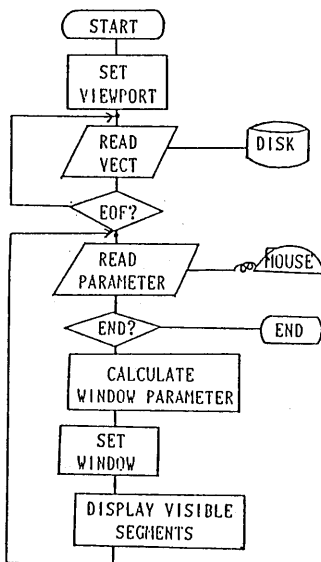 START
SET
VIEWPORT
READ
VECT
DISK
EOF?
READ
PARAMETER
MOUSE
END?
END
CALCULATE
WINDOW PARAMETER
SET
WINDOW
DISPLAY VISIBLE
SEGMENTS